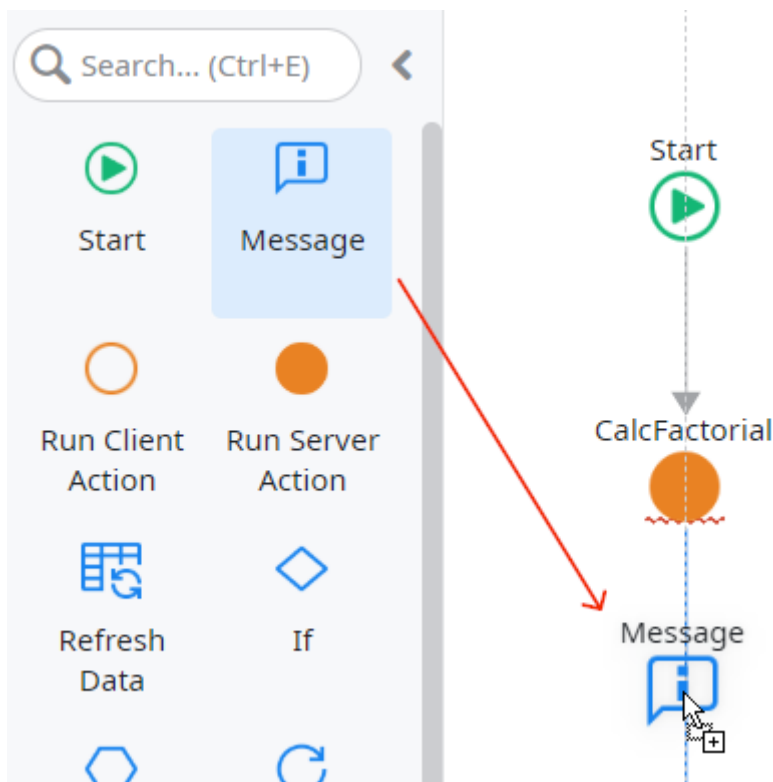 Search... (Ctrl+E)
Start
Message
Run Client
Action
Run Server
Action
Refresh
Data
If
Start
CalcFactorial
Message